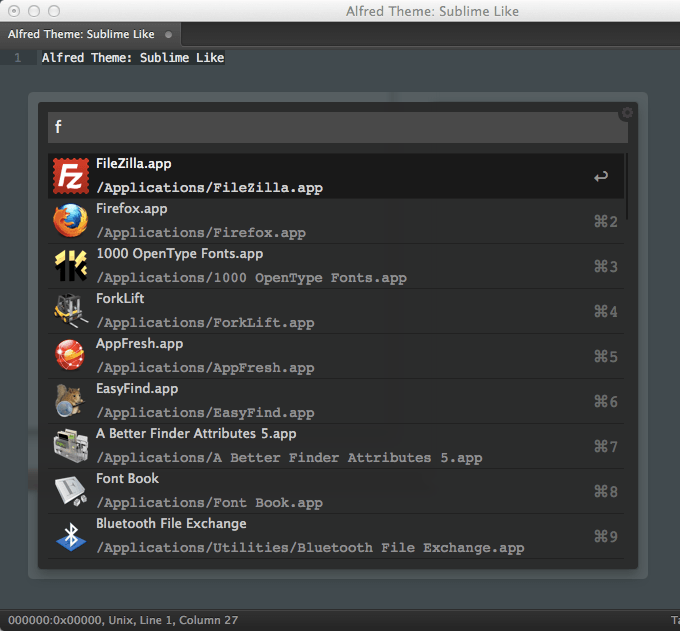 Alfred Theme: Sublime Like
Alfred Theme: Sublime Like
1 Alfred Theme: Sublime Like
f
FileZilla.app
/Applications/FileZilla.app
Firefox.app
/Applications/Firefox.app ⌘2
1000 OpenType Fonts.app
/Applications/1000 OpenType Fonts.app ⌘3
ForkLift
/Applications/ForkLift.app ⌘4
AppFresh.app
/Applications/AppFresh.app ⌘5
EasyFind.app
/Applications/EasyFind.app ⌘6
A Better Finder Attributes 5.app
/Applications/A Better Finder Attributes 5.app ⌘7
Font Book
/Applications/Font Book.app ⌘8
Bluetooth File Exchange
/Applications/Utilities/Bluetooth File Exchange.app ⌘9
000000:0x00000, Unix, Line 1, Column 27